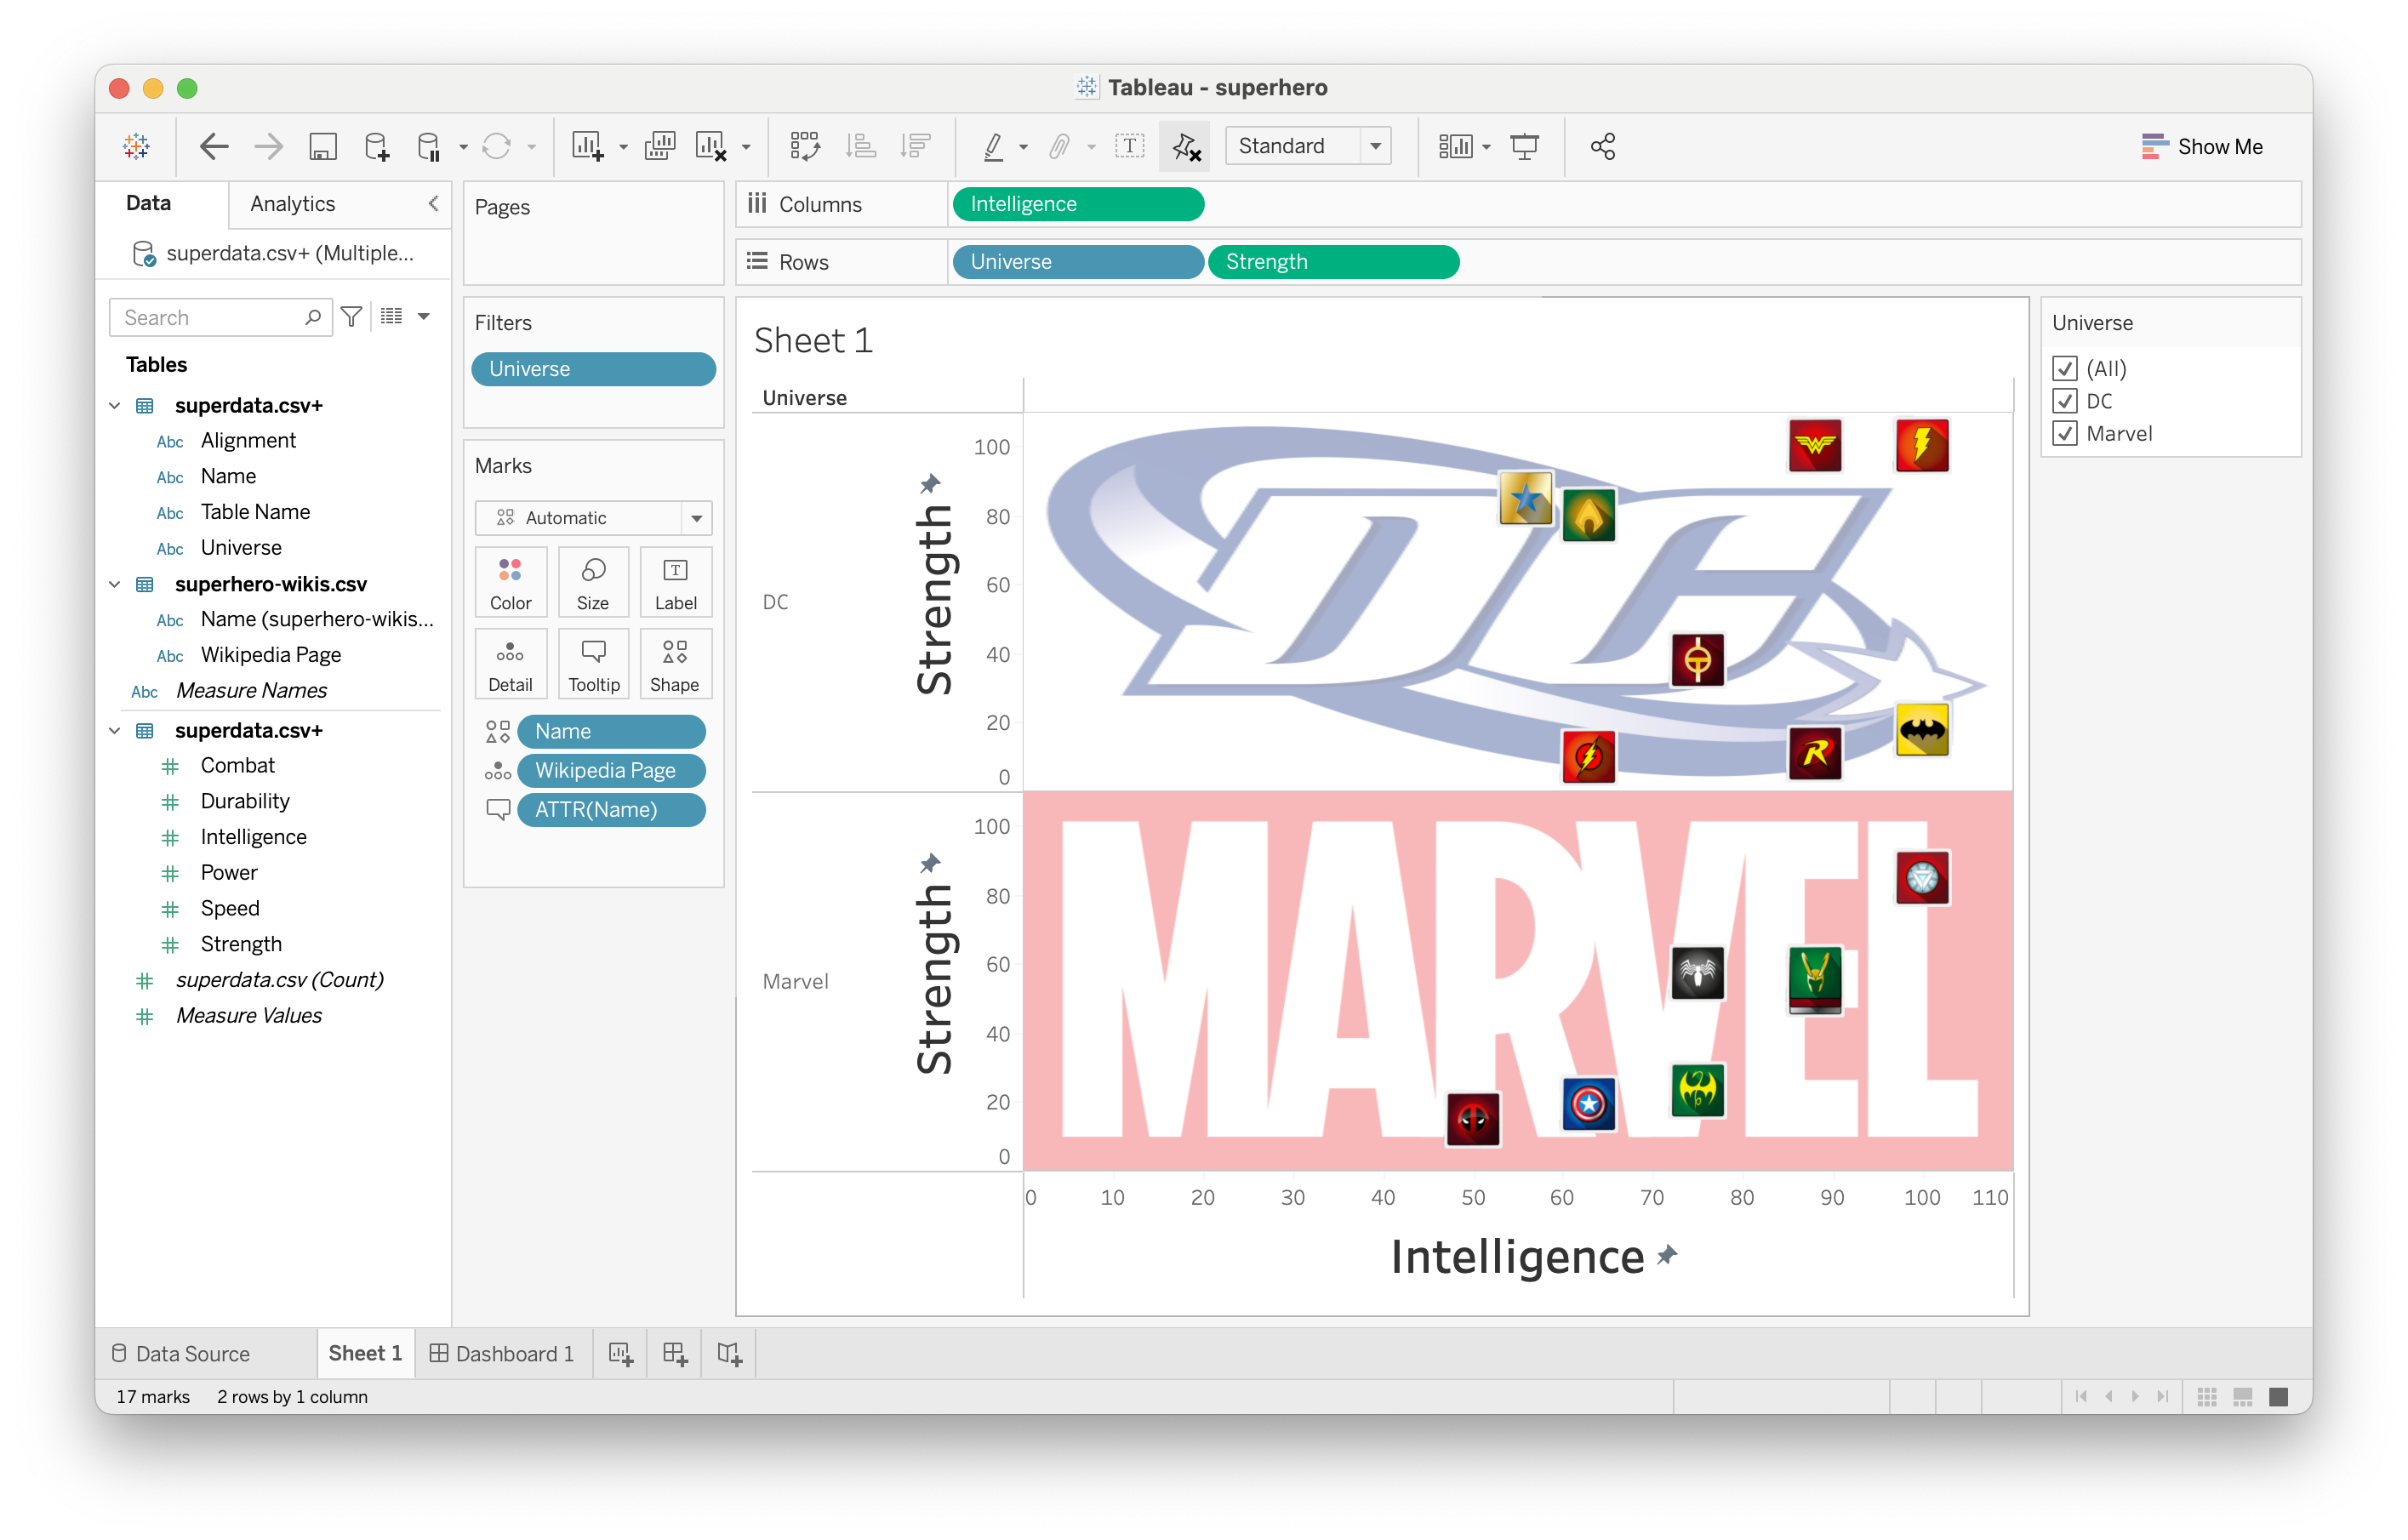 Tableau - superhero
Standard
Show Me
Data
Analytics
superdata.csv+ (Multiple...
Search
Tables
superdata.csv+
Abc Alignment
Abc Name
Abc Table Name
Abc Universe
superhero-wikis.csv
Abc Name (superhero-wikis...
Abc Wikipedia Page
Abc Measure Names
superdata.csv+
Combat
Durability
Intelligence
Power
Speed
Strength
superdata.csv (Count)
Measure Values
Pages
Filters
Universe
Marks
Automatic
Color Size Label
Detail Tooltip Shape
Name
Wikipedia Page
ATTR(Name)
Columns Intelligence
Rows Universe Strength
Sheet 1
Universe
DC
Strength
100
80
60
40
20
0
Marvel
Strength
100
80
60
40
20
0
MARVEL
0 10 20 30 40 50 60 70 80 90 100 110
Intelligence
Universe
(All)
DC
Marvel
Data Source
Sheet 1
Dashboard 1
17 marks 2 rows by 1 column